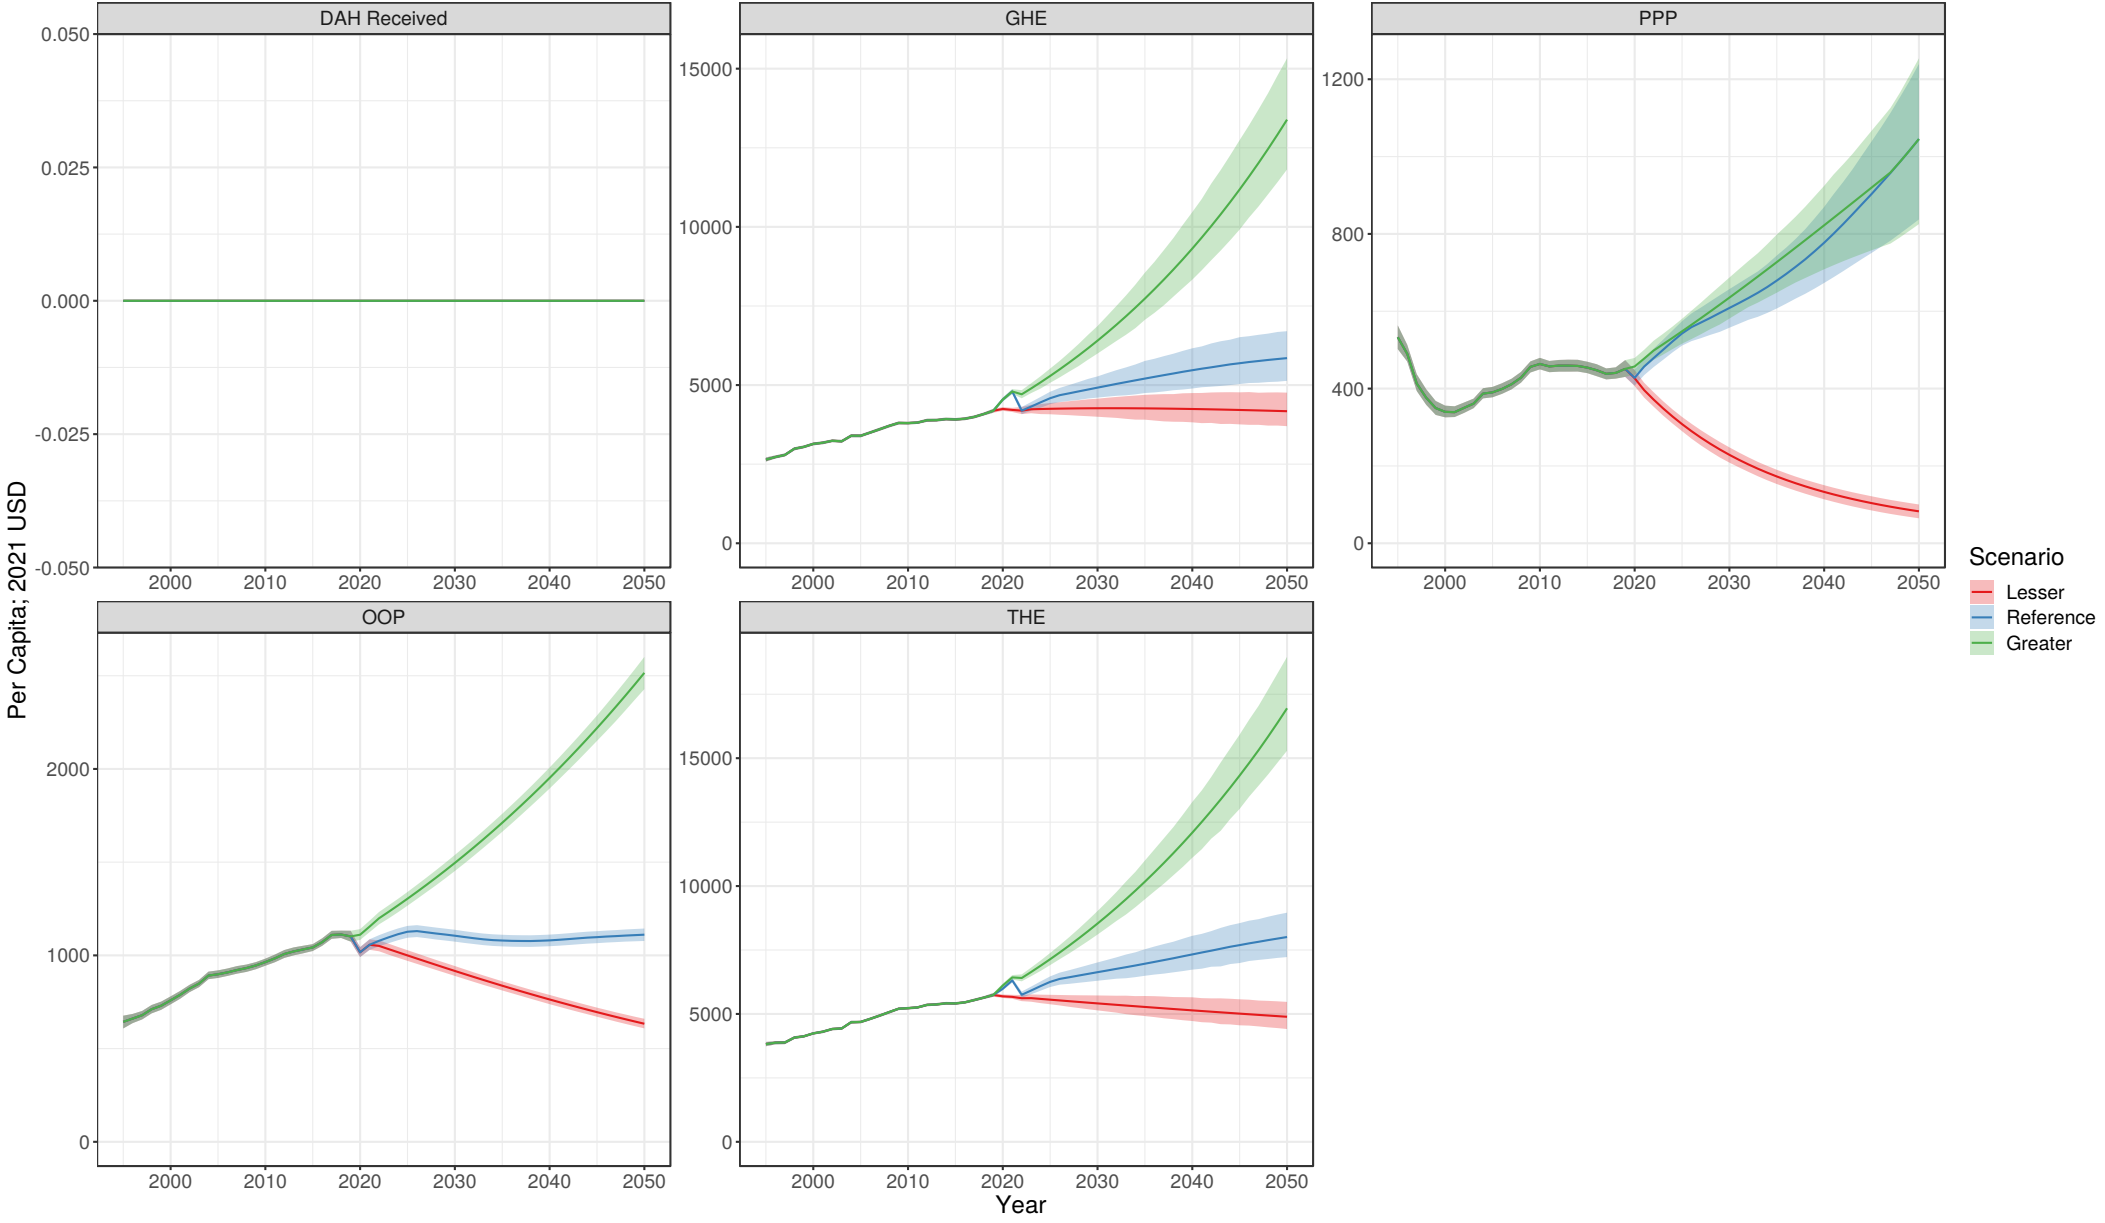 DAH Received
GHE
PPP
0.050
0.025
0.000
-0.025
-0.050
2000 2010 2020 2030 2040 2050
15000
10000
5000
0
2000 2010 2020 2030 2040 2050
1200
800
400
0
2000 2010 2020 2030 2040 2050
Per Capita; 2021 USD
OOP
THE
2000
1000
0
2000 2010 2020 2030 2040 2050
15000
10000
5000
0
2000 2010 2020 2030 2040 2050
Year
Scenario
Lesser
Reference
Greater